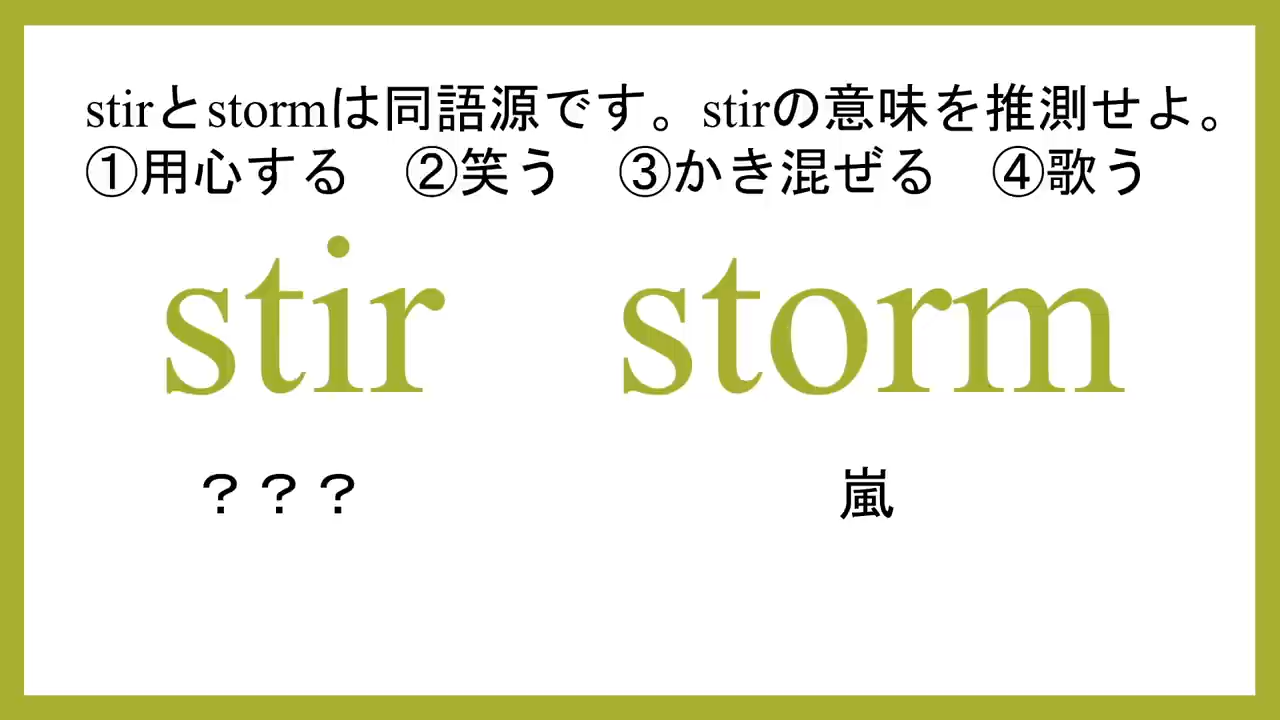 stirとstormは同語源です。stirの意味を推測せよ。
①用心する　②笑う　③かき混ぜる　④歌う
stir　storm
？？？　嵐